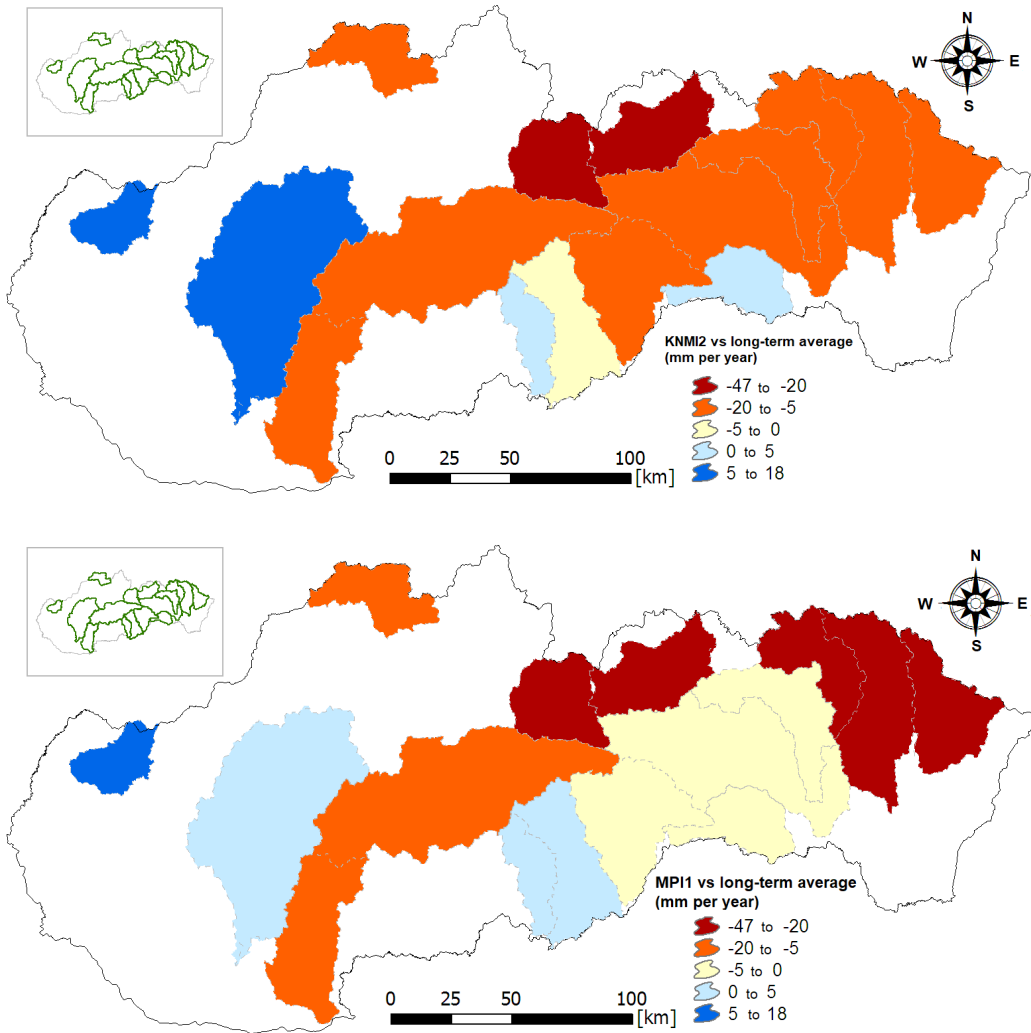 N
W E
S
KNMI2 vs long-term average
(mm per year)
-47 to -20
-20 to -5
-5 to 0
0 to 5
5 to 18
0 25 50 100
[km]
N
W E
S
MPI1 vs long-term average
(mm per year)
-47 to -20
-20 to -5
-5 to 0
0 to 5
5 to 18
0 25 50 100
[km]